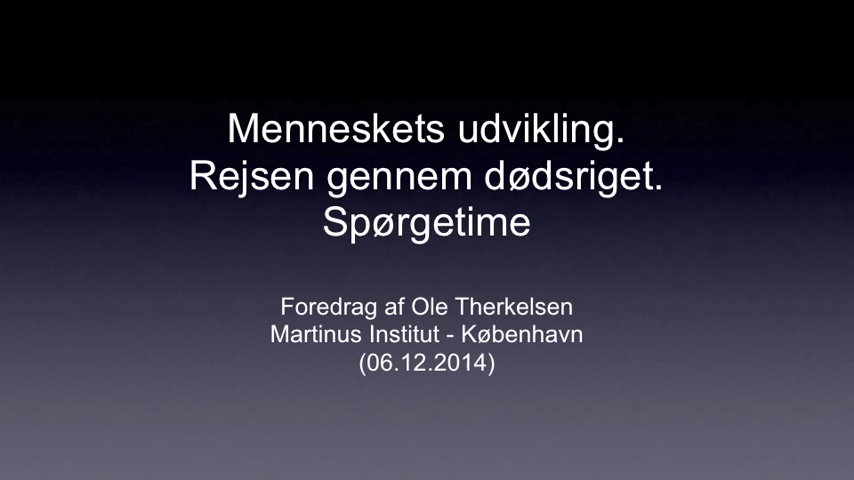 Menneskets udvikling.
Rejsen gennem dødsriget.
Spørgetime
Foredrag af Ole Therkelsen
Martinus Institut - København
(06.12.2014)